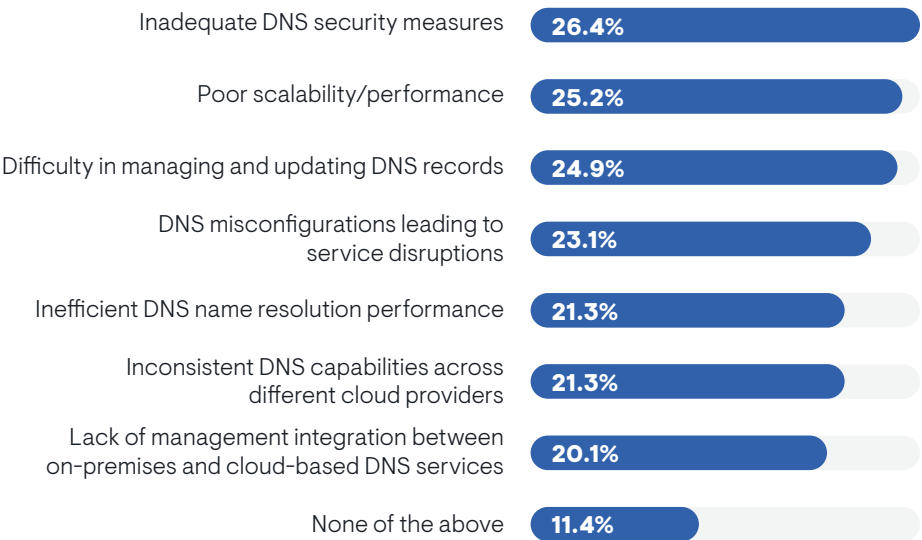 Inadequate DNS security measures 26.4%
Poor scalability/performance 25.2%
Difficulty in managing and updating DNS records 24.9%
DNS misconfigurations leading to
service disruptions 23.1%
Inefficient DNS name resolution performance 21.3%
Inconsistent DNS capabilities across
different cloud providers 21.3%
Lack of management integration between
on-premises and cloud-based DNS services 20.1%
None of the above 11.4%